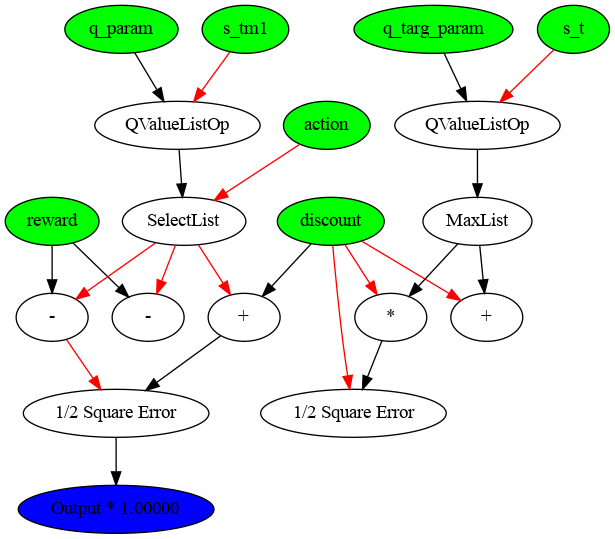 q_param
s_tm1
q_targ_param
s_t
QValueListOp
action
QValueListOp
reward
SelectList
discount
MaxList
-
-
+
*
+
1/2 Square Error
1/2 Square Error
Output * 1.00000